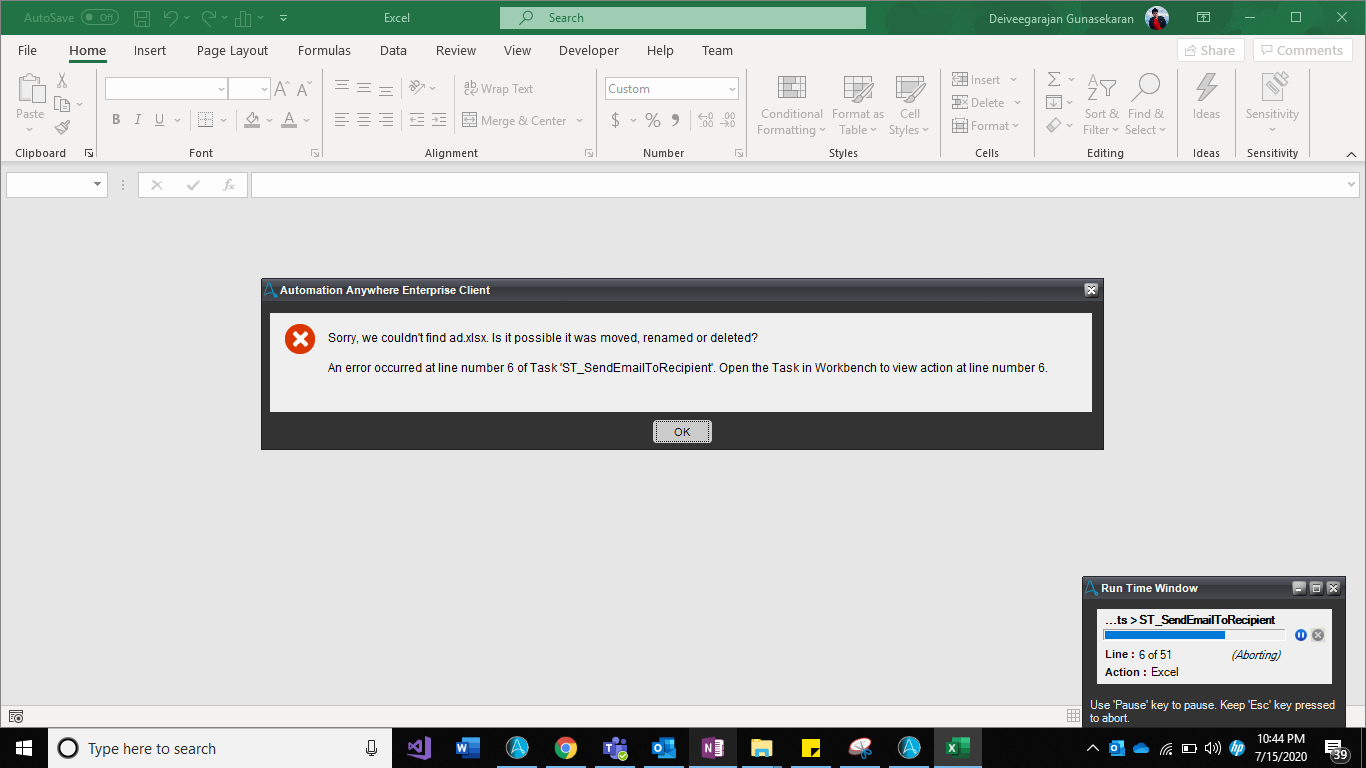 AutoSave Off
Excel
Search
Deiveegarajan Gunasekaran
File Home Insert Page Layout Formulas Data Review View Developer Help Team
Share Comments
Paste
B I U
A
ab Wrap Text
Merge & Center
Custom
$ %
Conditional Formatting
Format as Table
Cell Styles
Insert
Delete
Format
Sort & Filter
Find & Select
Ideas
Sensitivity
Clipboard Font Alignment Number Styles Cells Editing Ideas Sensitivity
fx
Automation Anywhere Enterprise Client
Sorry, we couldn't find ad.xlsx. Is it possible it was moved, renamed or deleted?
An error occurred at line number 6 of Task 'ST_SendEmailToRecipient'. Open the Task in Workbench to view action at line number 6.
OK
Run Time Window
...ts > ST_SendEmailToRecipient
Line : 6 of 51 (Aborting)
Action : Excel
Use 'Pause' key to pause. Keep 'Esc' key pressed
to abort.
Type here to search
10:44 PM
7/15/2020
39